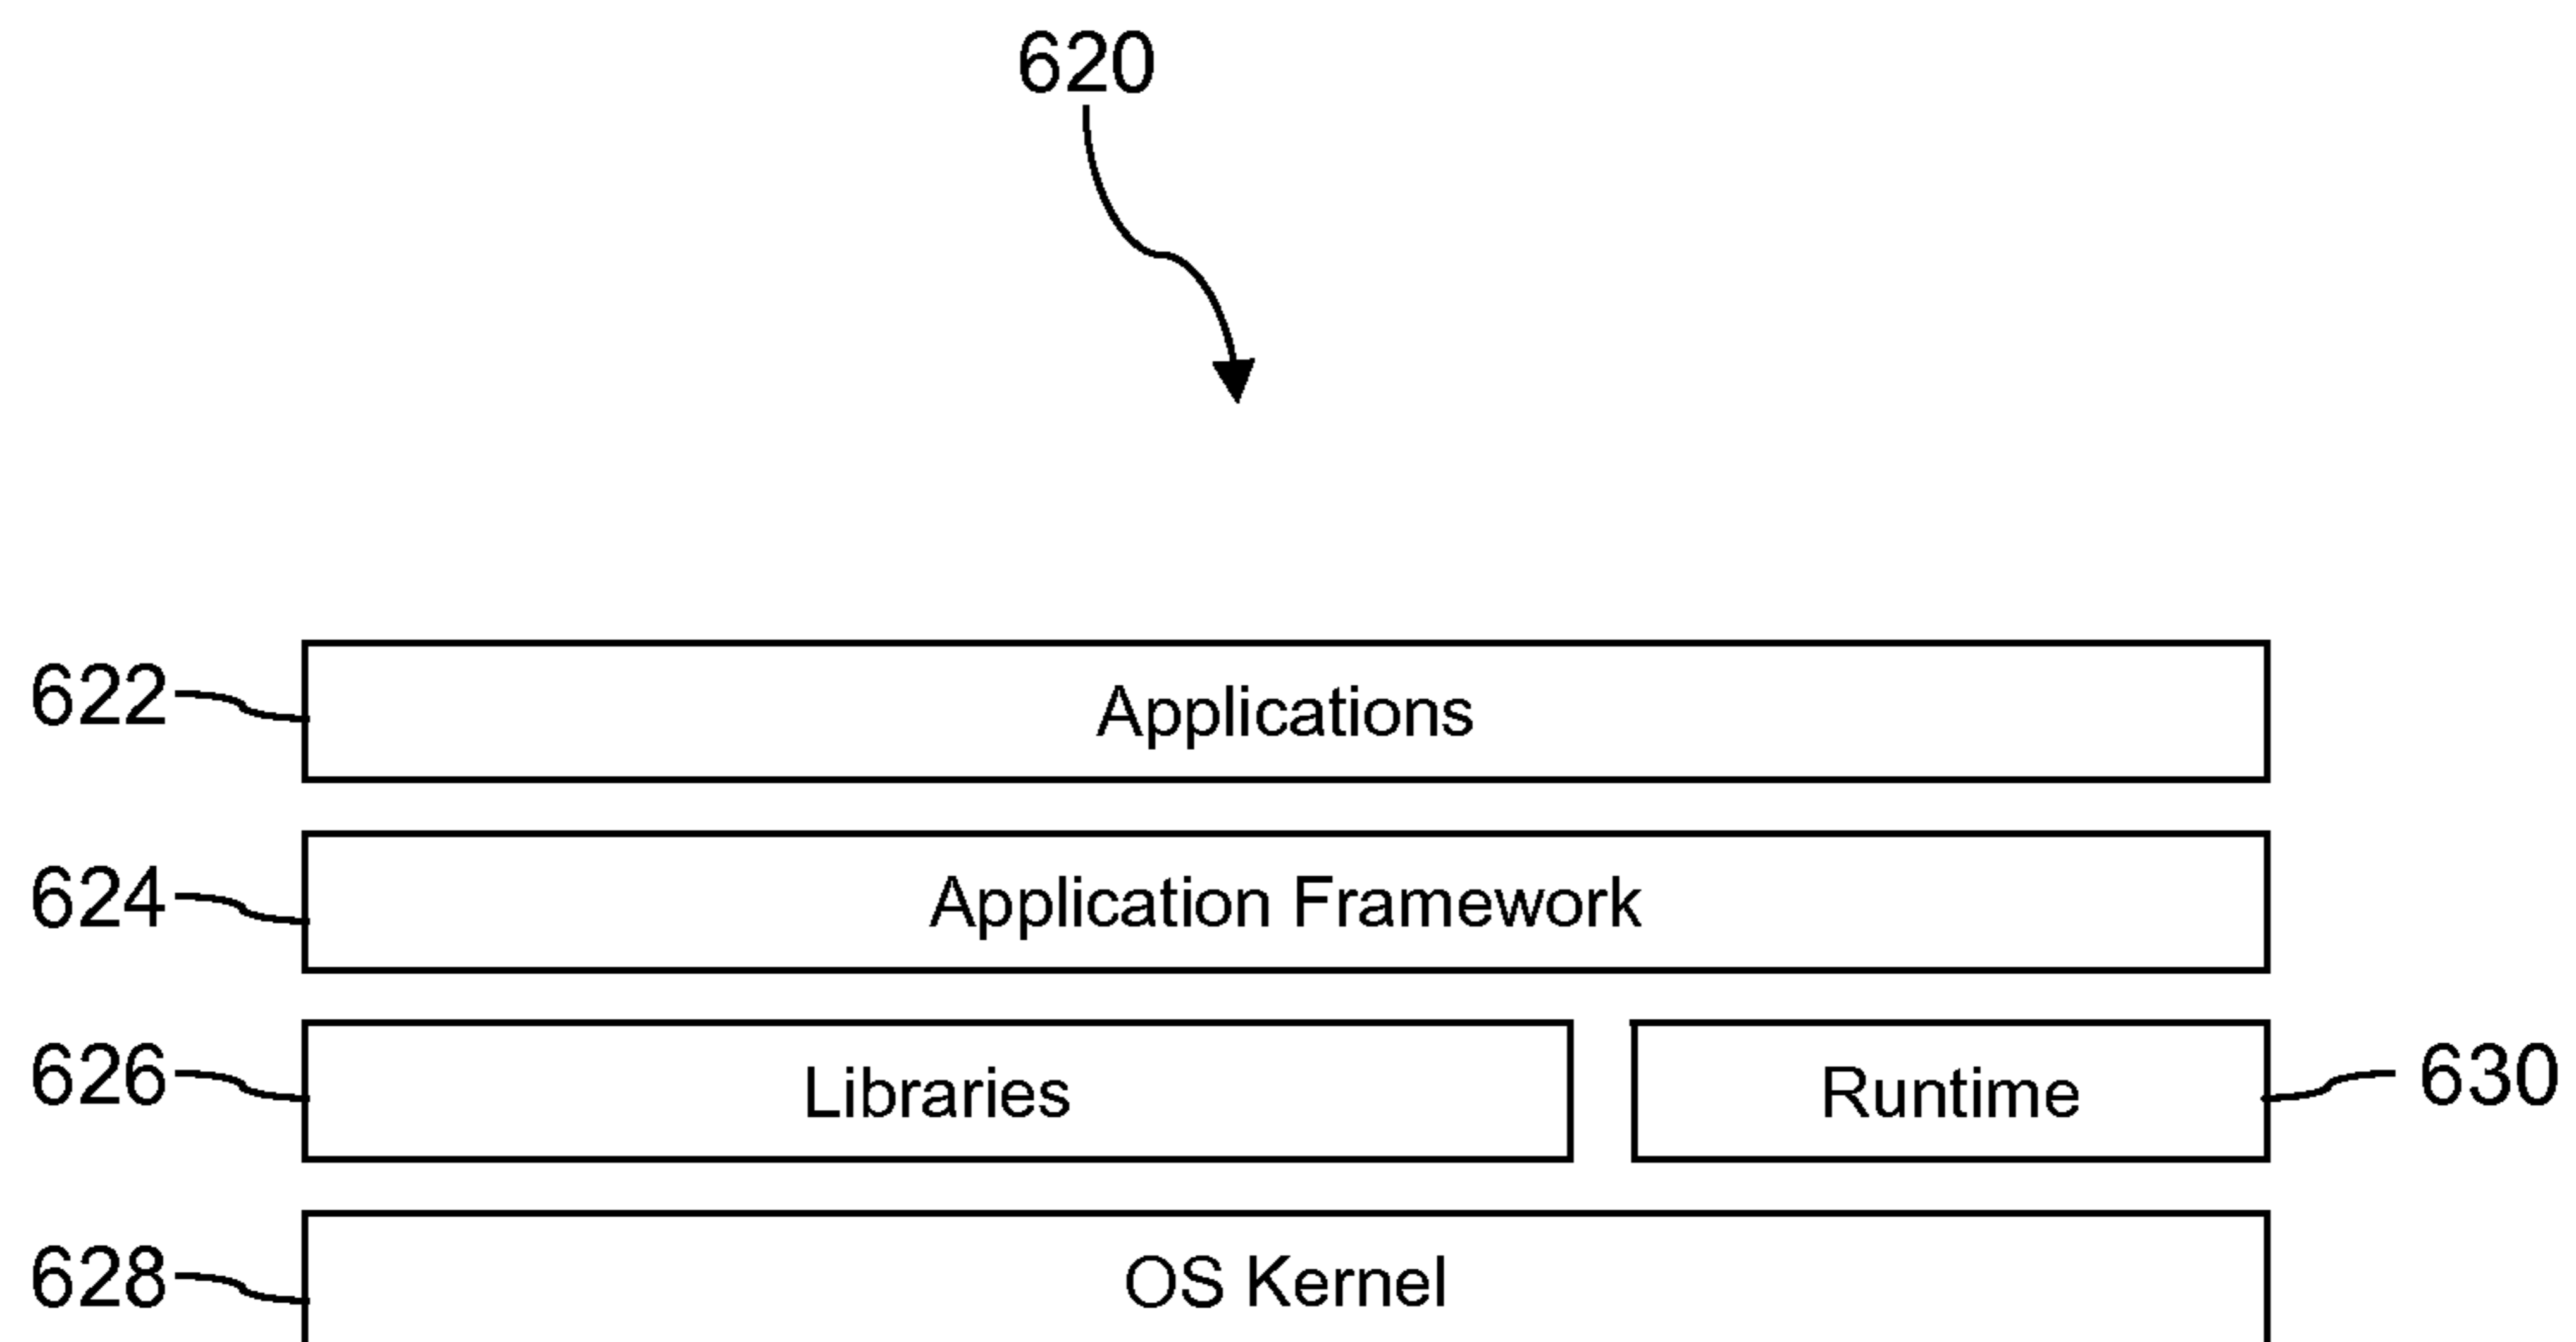 620
622 Applications
624 Application Framework
626 Libraries Runtime 630
628 OS Kernel